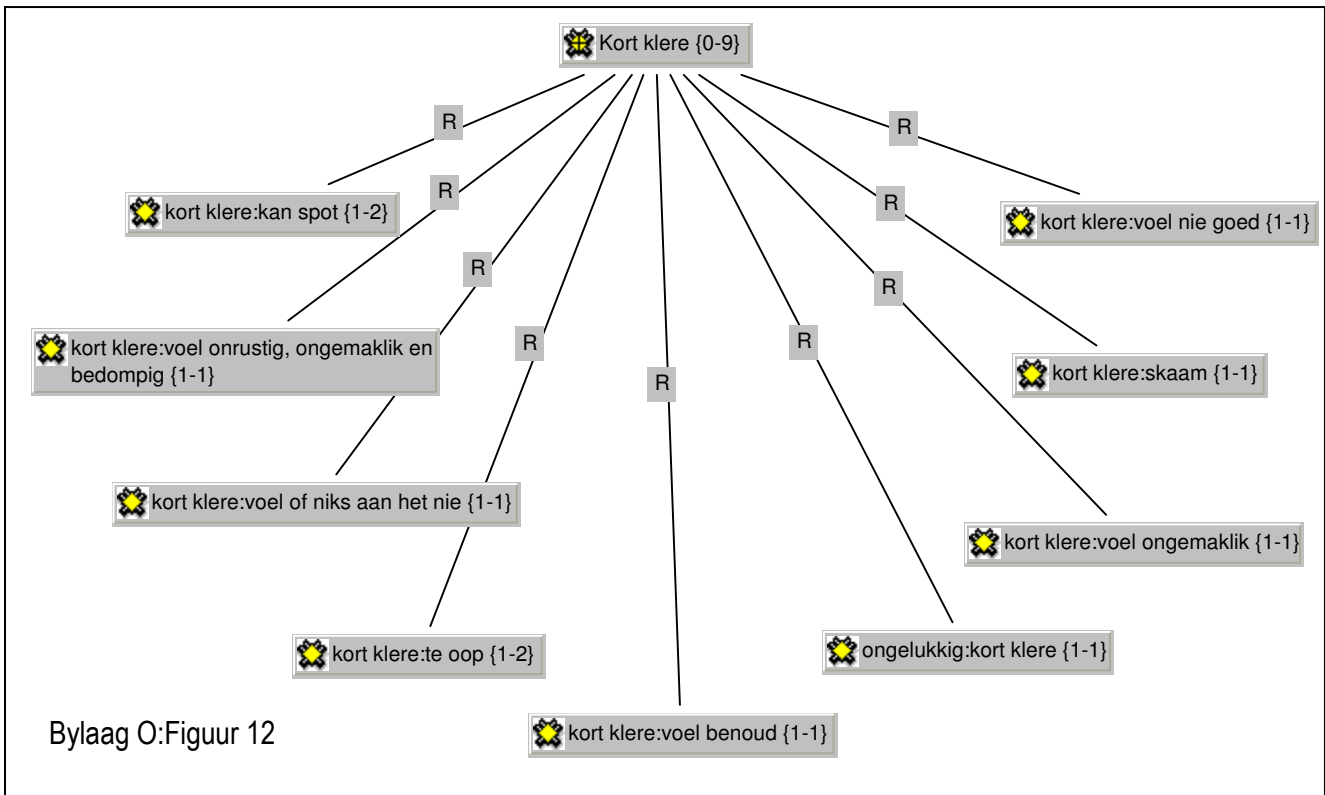 Kort klere {0-9}
R
R
R
R
R
R
R
R
R
kort klere:kan spot {1-2}
kort klere:voel nie goed {1-1}
kort klere:voel onrustig, ongemaklik en
bedompig {1-1}
kort klere:skaam {1-1}
kort klere:voel of niks aan het nie {1-1}
kort klere:voel ongemaklik {1-1}
kort klere:te oop {1-2}
ongelukkig:kort klere {1-1}
kort klere:voel benoud {1-1}
Bylaag O:Figuur 12